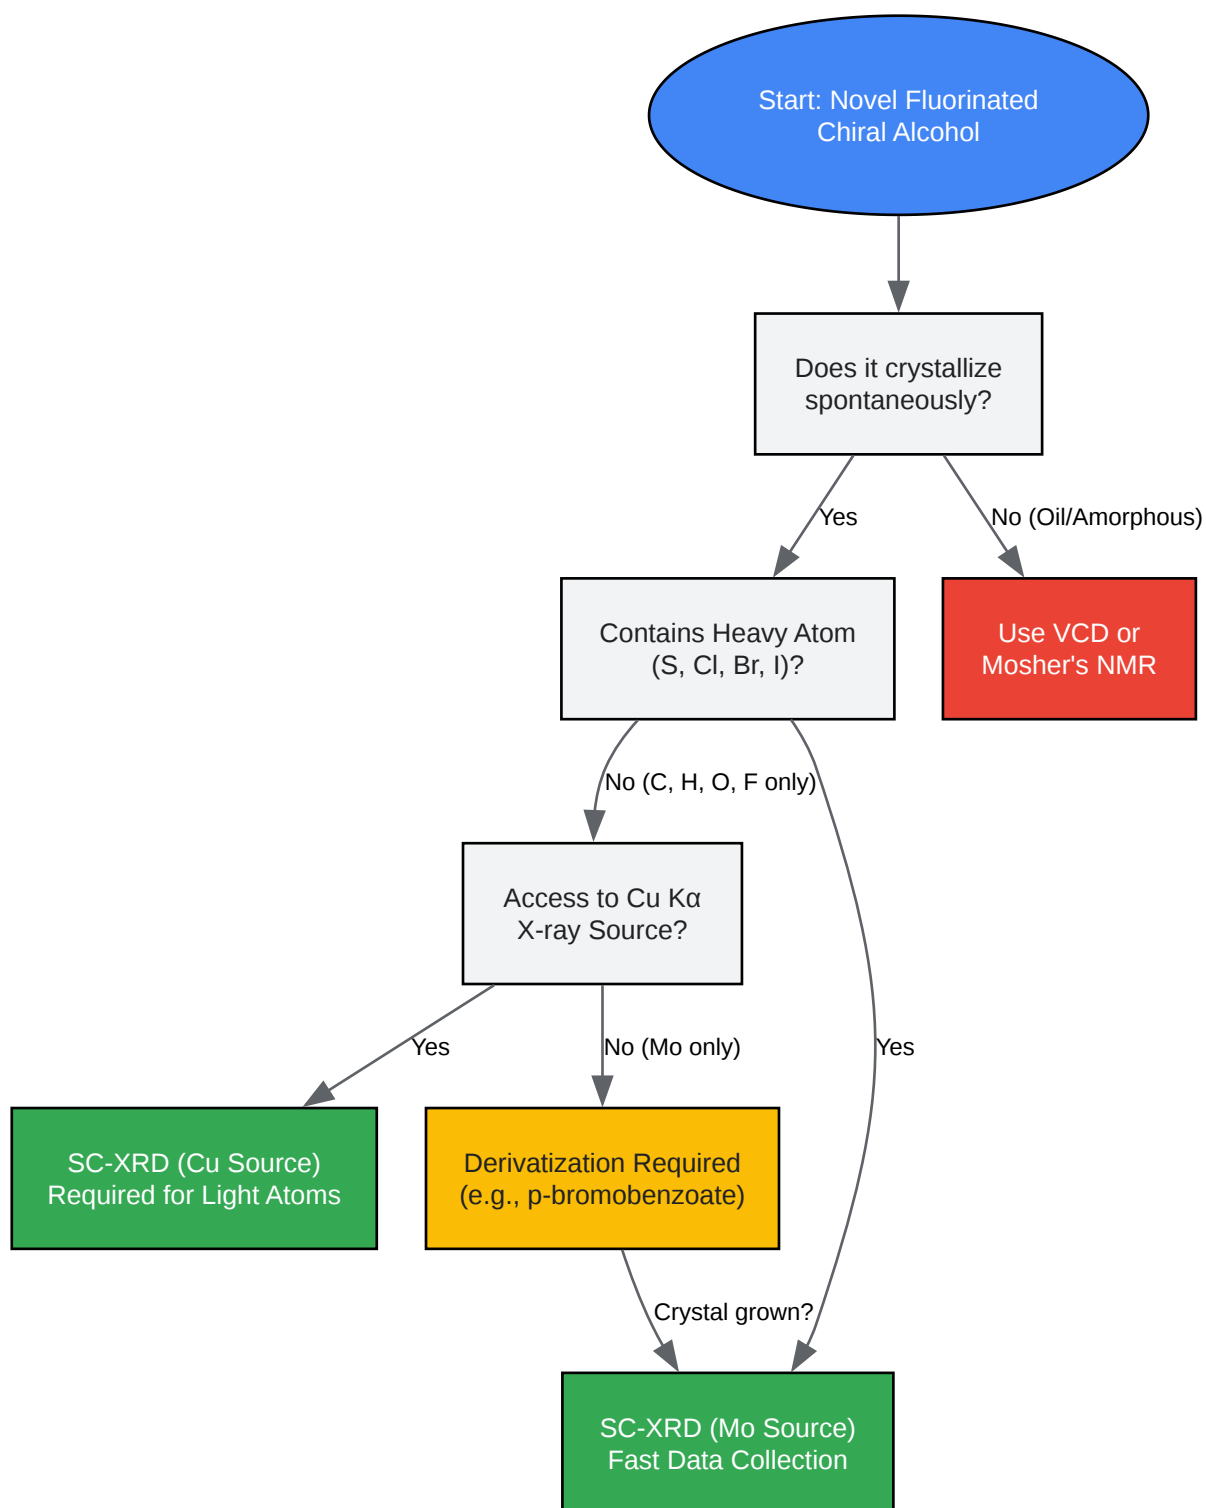 Start: Novel Fluorinated
Chiral Alcohol
Does it crystallize
spontaneously?
Yes
No (Oil/Amorphous)
Contains Heavy Atom
(S, Cl, Br, I)?
Use VCD or
Mosher's NMR
No (C, H, O, F only)
Access to Cu Kα
X-ray Source?
Yes
No (Mo only)
Yes
SC-XRD (Cu Source)
Required for Light Atoms
Derivatization Required
(e.g., p-bromobenzoate)
Crystal grown?
SC-XRD (Mo Source)
Fast Data Collection